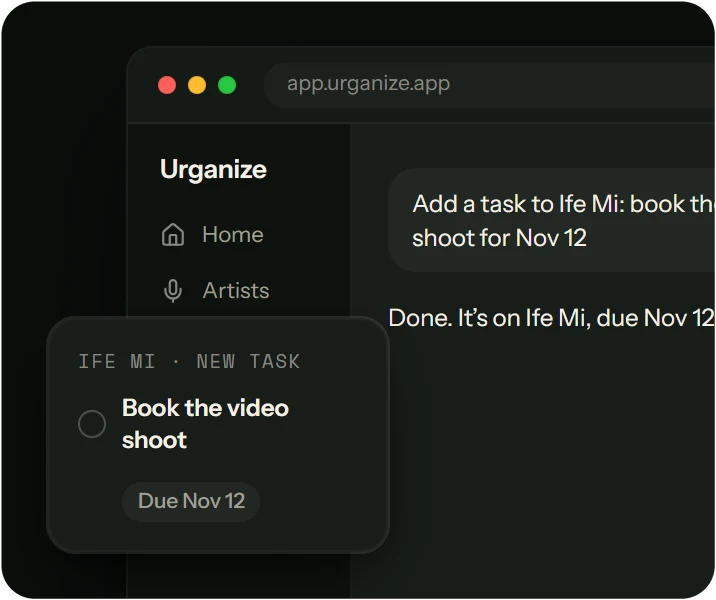 app.urganize.app
Urganize
Home
Artists
Add a task to Ife Mi: book
shoot for Nov 12
Done. It’s on Ife Mi, due Nov 12
IFE MI · NEW TASK
Book the video
shoot
Due Nov 12